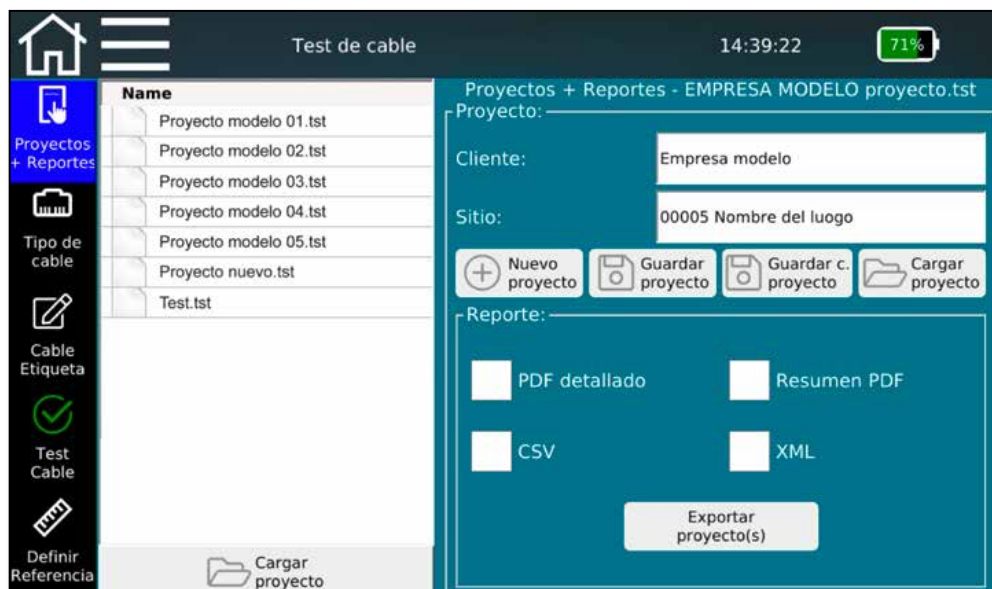 Test de cable
14:39:22
71%
Proyectos
+ Reportes
Tipo de
cable
Cable
Etiqueta
Test
Cable
Definir
Referencia
Name
Proyecto modelo 01.tst
Proyecto modelo 02.tst
Proyecto modelo 03.tst
Proyecto modelo 04.tst
Proyecto modelo 05.tst
Proyecto nuevo.tst
Test.tst
Cargar
proyecto
Proyectos + Reportes - EMPRESA MODELO proyecto.tst
Proyecto:
Cliente:
Empresa modelo
Sitio:
00005 Nombre del luogo
Nuevo
proyecto
Guardar
proyecto
Guardar c.
proyecto
Cargar
proyecto
Reporte:
PDF detallado
Resumen PDF
CSV
XML
Exportar
proyecto(s)